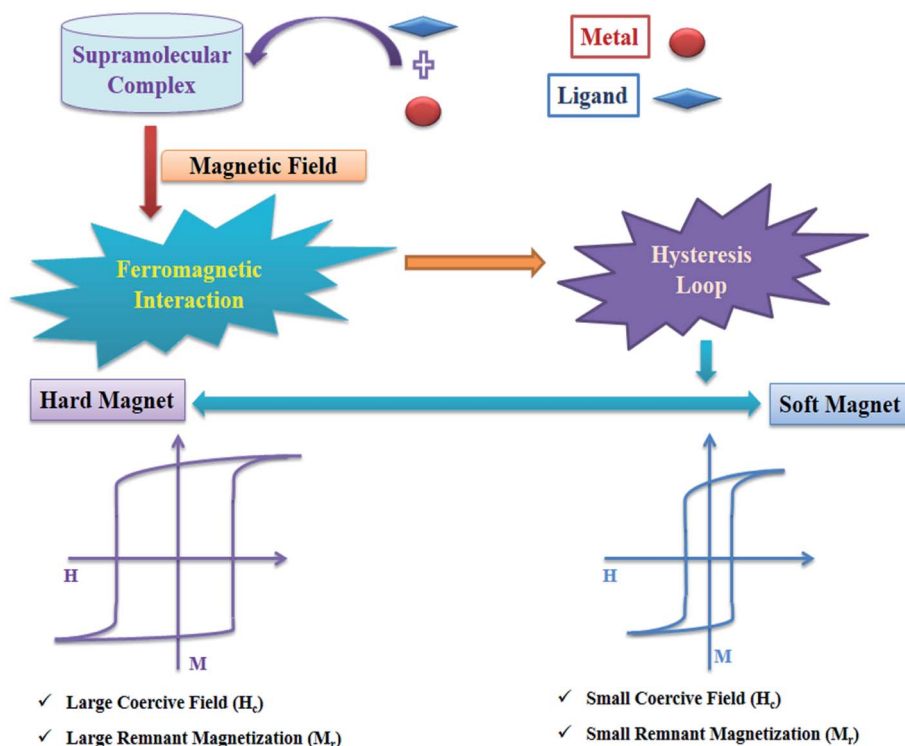 Supramolecular
Complex
Metal
Ligand
Magnetic Field
Ferromagnetic
Interaction
Hysteresis
Loop
Hard Magnet
Soft Magnet
H
M
H
M
✓ Large Coercive Field (Hc)
✓ Large Remnant Magnetization (Mr)
✓ Small Coercive Field (Hc)
✓ Small Remnant Magnetization (Mr)